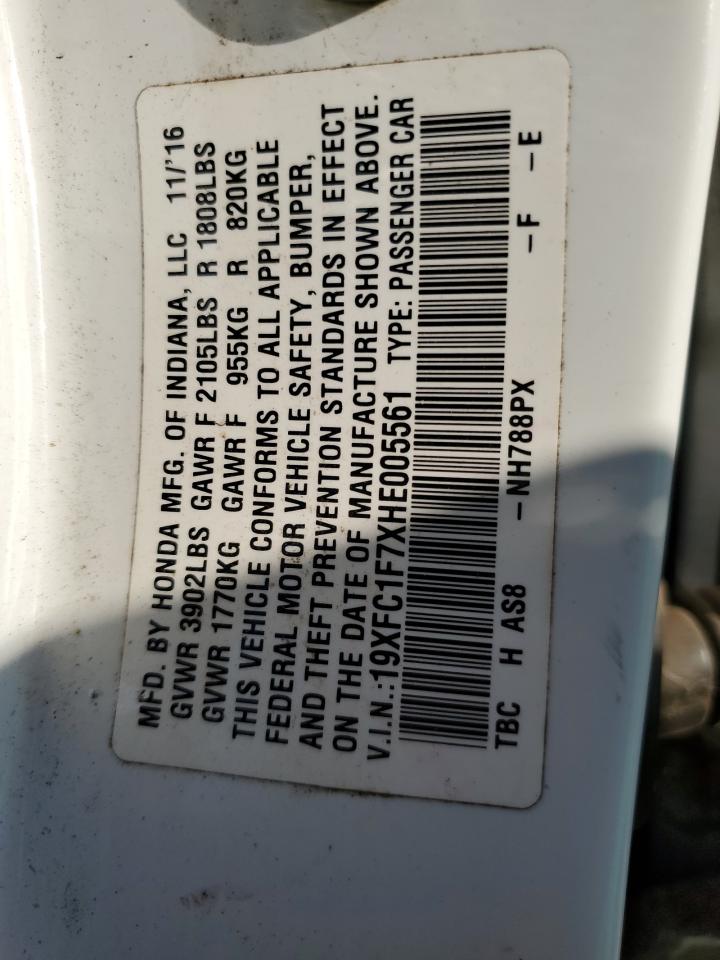 MFD. BY HONDA MFG. OF INDIANA, LLC 11/'16
GVWR 3902LBS GAWR F 2105LBS R 1808LBS
GVWR 1770KG GAWR F 955KG R 820KG
THIS VEHICLE CONFORMS TO ALL APPLICABLE
FEDERAL MOTOR VEHICLE SAFETY, BUMPER,
AND THEFT PREVENTION STANDARDS IN EFFECT
ON THE DATE OF MANUFACTURE SHOWN ABOVE.
V.I.N.:19XFC1F7XHE005561 TYPE: PASSENGER CAR
TBC H AS8 -NH788PX -F -E